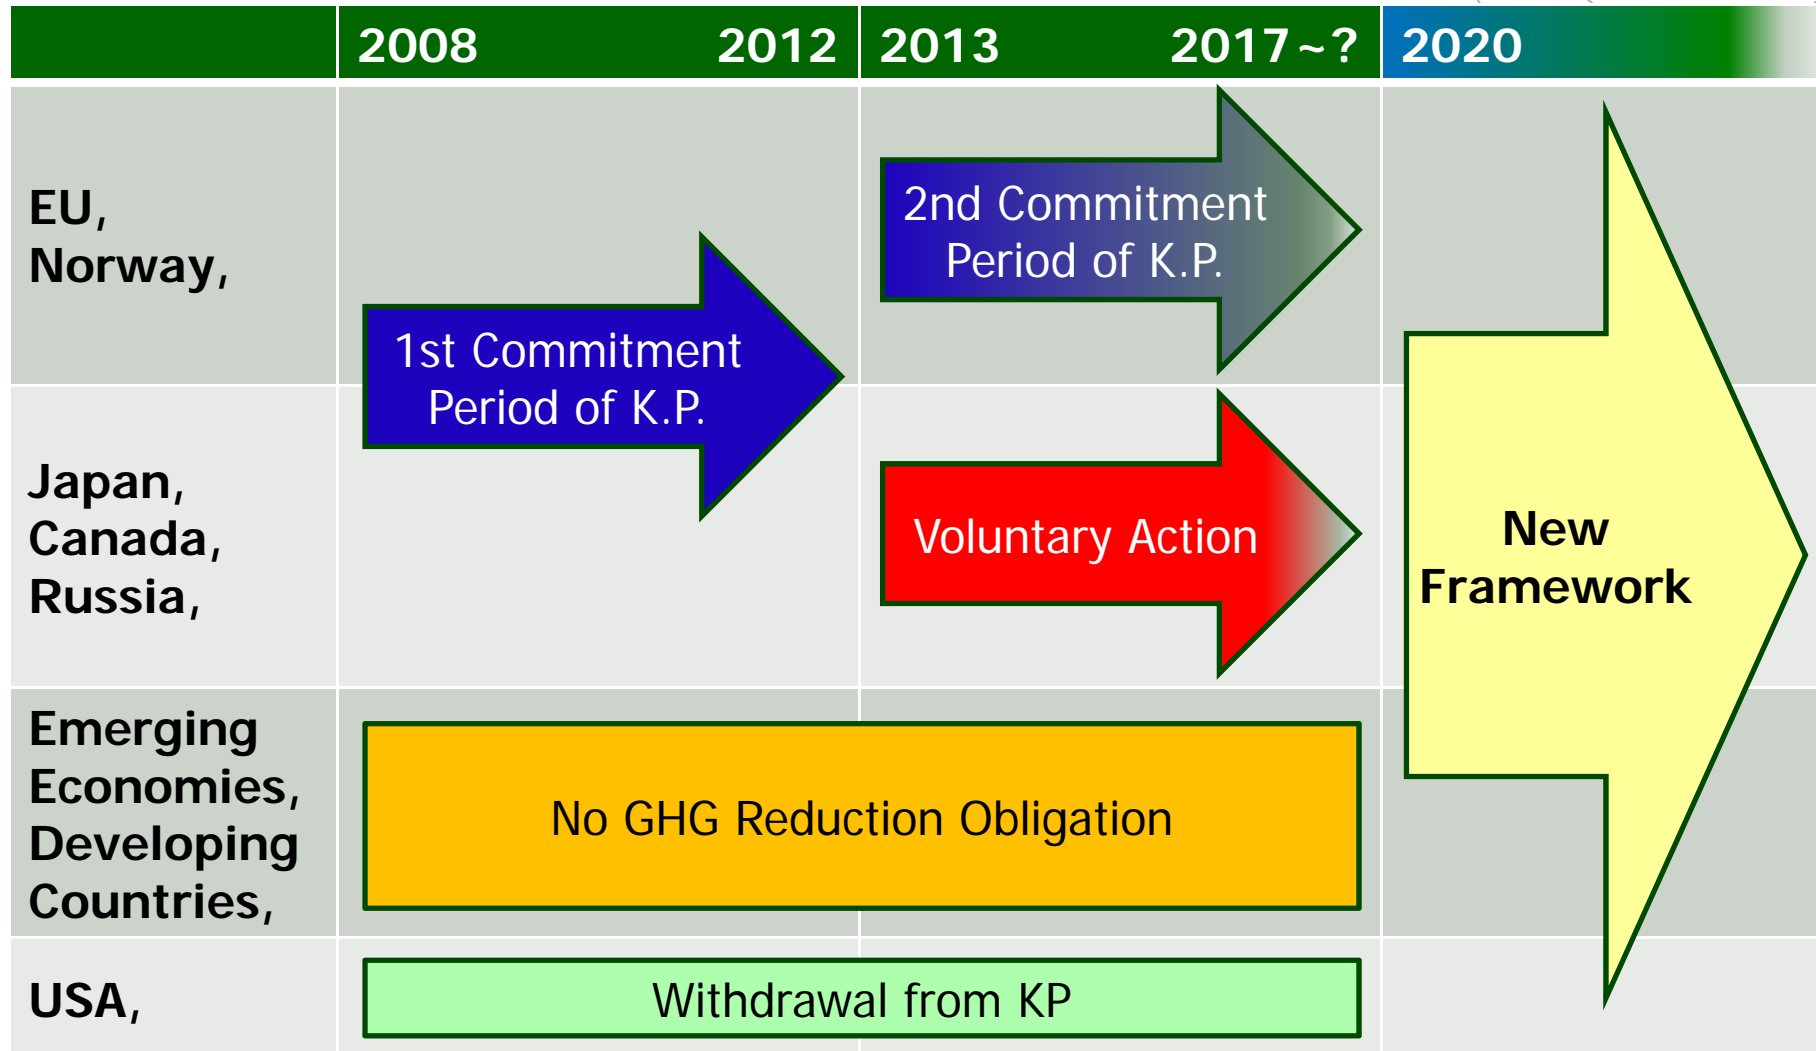 2008 2012 2013 2017~? 2020
EU,
Norway,
1st Commitment
Period of K.P.
2nd Commitment
Period of K.P.
Japan,
Canada,
Russia,
Voluntary Action
New
Framework
Emerging
Economies,
Developing
Countries,
No GHG Reduction Obligation
USA,
Withdrawal from KP